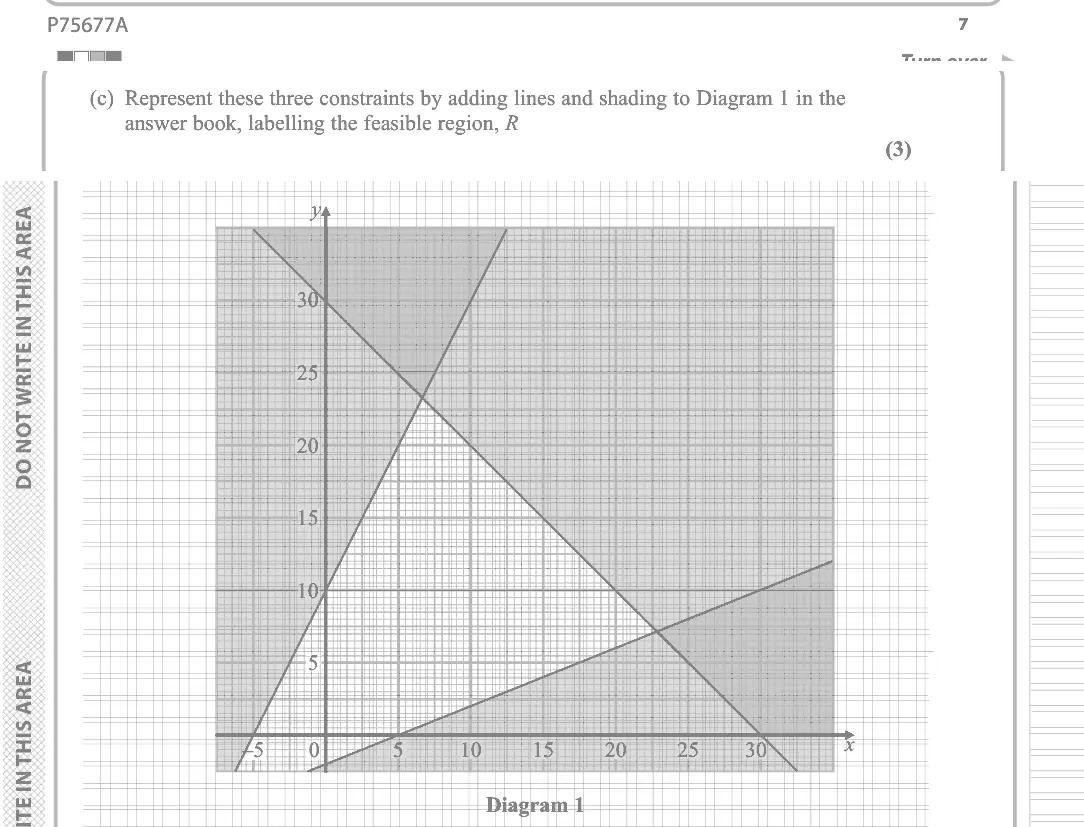 P75677A
7
Turn over
(c) Represent these three constraints by adding lines and shading to Diagram 1 in the
answer book, labelling the feasible region, R
(3)
DO NOT WRITE IN THIS AREA
y
30
25
20
15
10
5
–5 0 5 10 15 20 25 30 x
Diagram 1
ITE IN THIS AREA